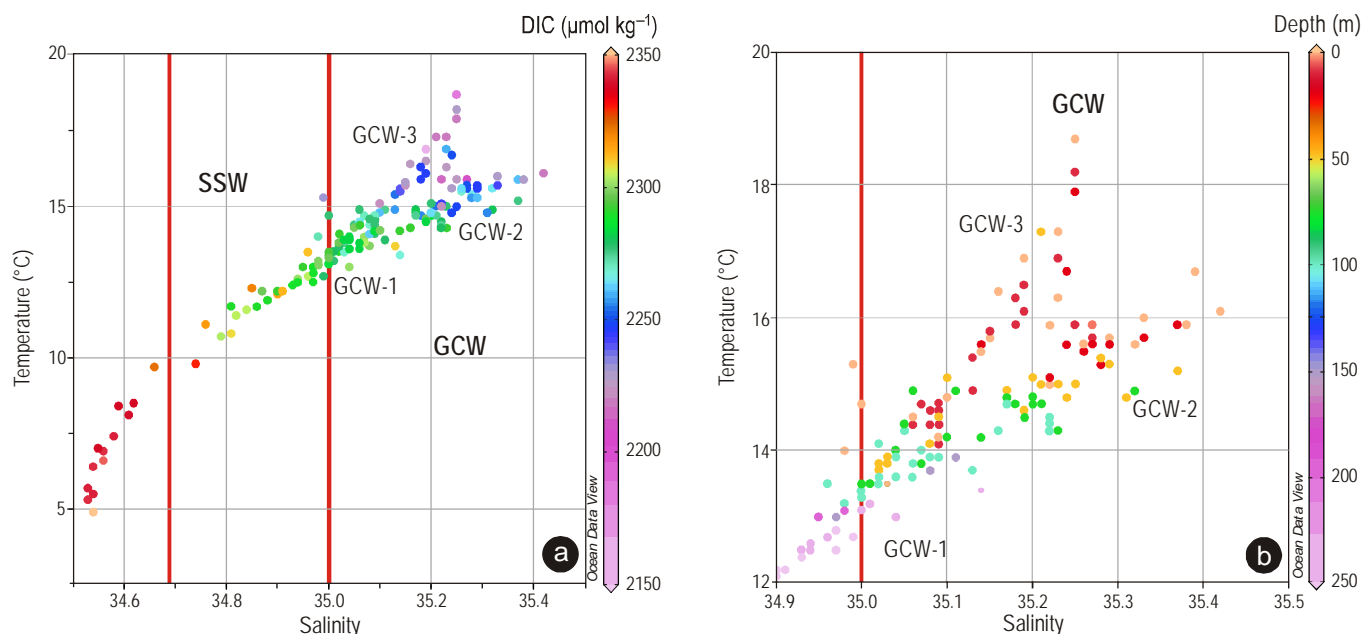 DIC (µmol kg⁻¹)
20
15
10
5
Temperature (°C)
34.6
34.8
35.0
35.2
35.4
Salinity
SSW
GCW-3
GCW-2
GCW-1
GCW
a
Ocean Data View
2350
2300
2250
2200
2150
Depth (m)
20
18
16
14
12
Temperature (°C)
34.9
35.0
35.1
35.2
35.3
35.4
35.5
Salinity
GCW
GCW-3
GCW-2
GCW-1
b
Ocean Data View
0
50
100
150
200
250